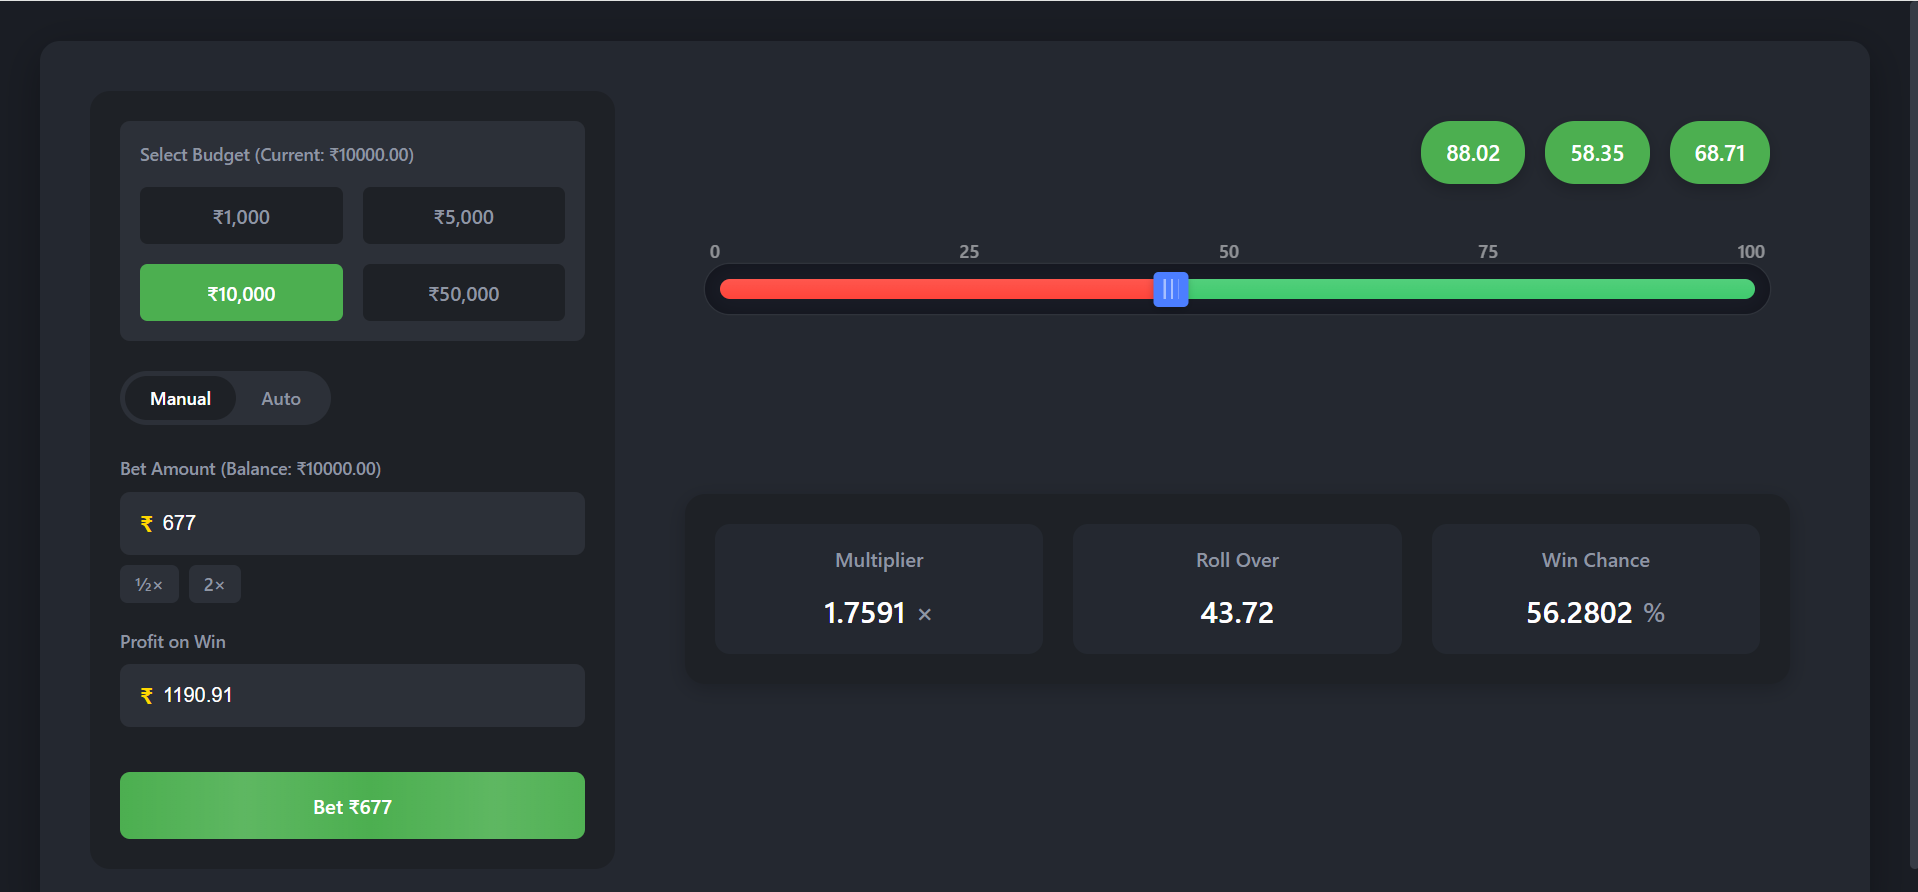 Select Budget (Current: ₹10000.00)
₹1,000
₹5,000
₹10,000
₹50,000
Manual
Auto
Bet Amount (Balance: ₹10000.00)
₹ 677
½×
2×
Profit on Win
₹ 1190.91
Bet ₹677
88.02
58.35
68.71
0
25
50
75
100
Multiplier
1.7591 ×
Roll Over
43.72
Win Chance
56.2802 %